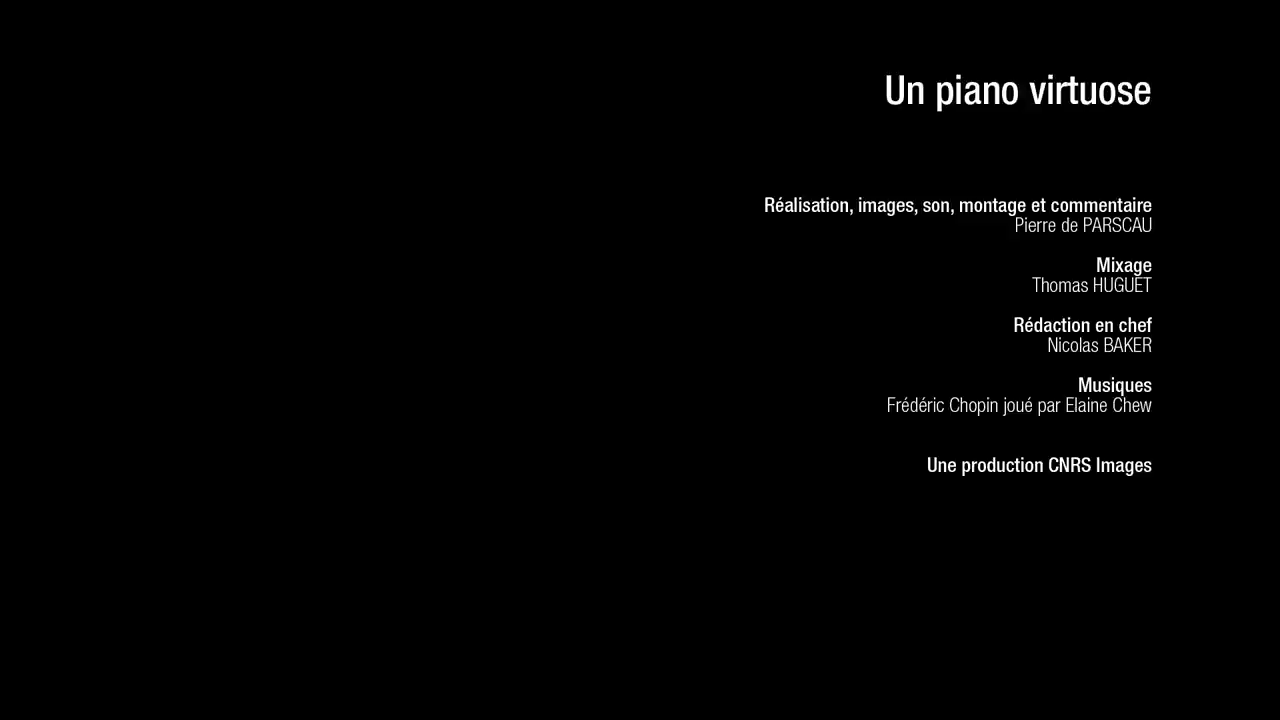 Un piano virtuose
Réalisation, images, son, montage et commentaire
Pierre de PARSCAU
Mixage
Thomas HUGUET
Rédaction en chef
Nicolas BAKER
Musiques
Frédéric Chopin joué par Elaine Chew
Une production CNRS Images